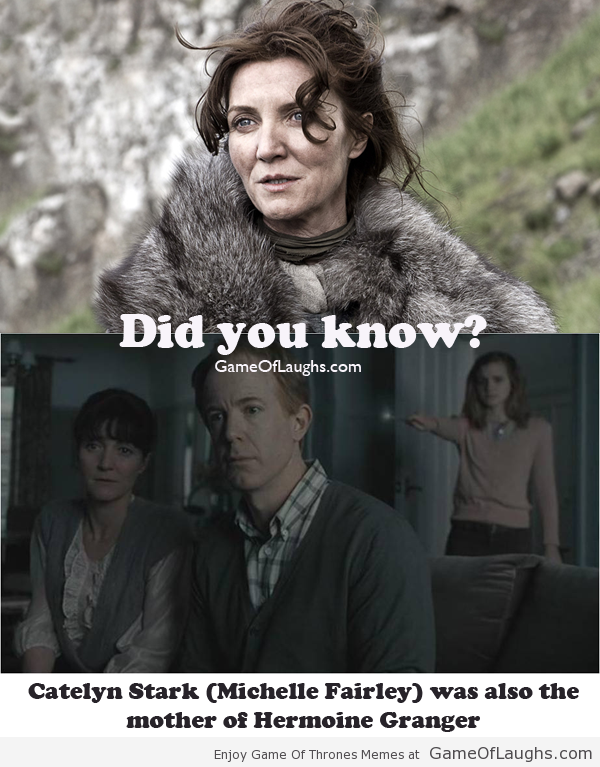 Did you know?
GameOfLaughs.com
Catelyn Stark (Michelle Fairley) was also the
mother of Hermoine Granger
Enjoy Game Of Thrones Memes at GameOfLaughs.com